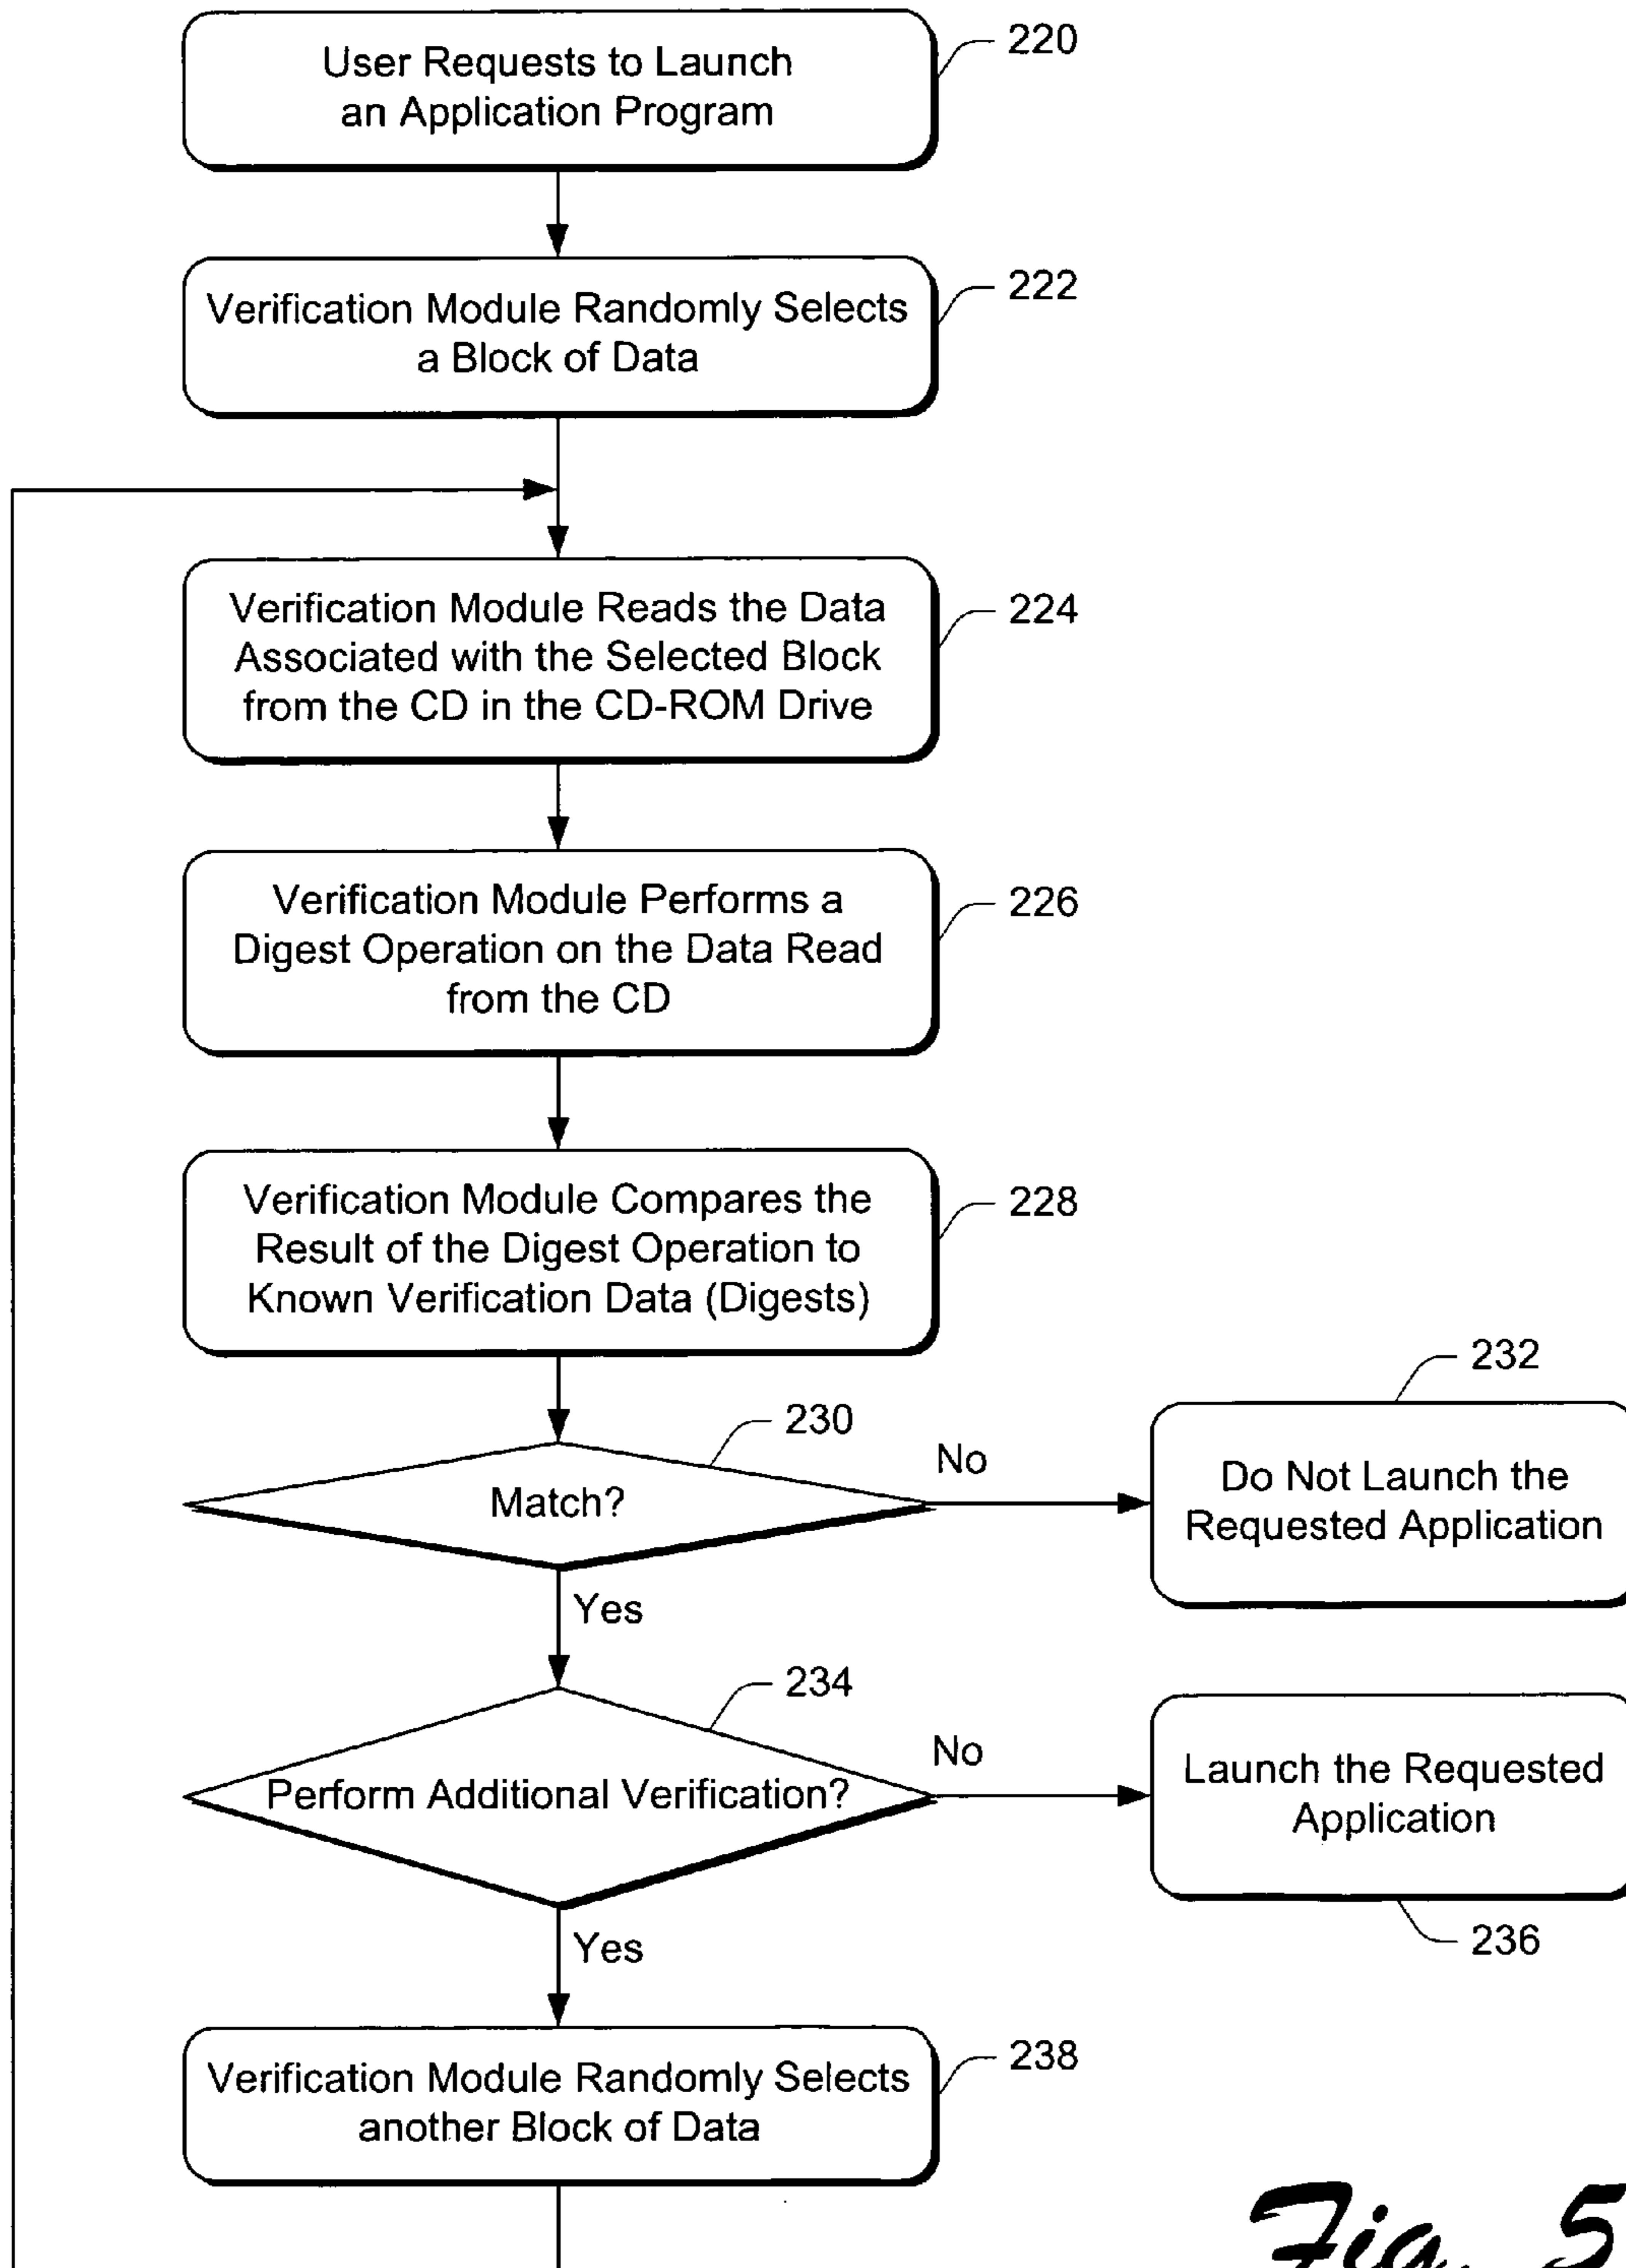 User Requests to Launch
an Application Program
220
Verification Module Randomly Selects
a Block of Data
222
Verification Module Reads the Data
Associated with the Selected Block
from the CD in the CD-ROM Drive
224
Verification Module Performs a
Digest Operation on the Data Read
from the CD
226
Verification Module Compares the
Result of the Digest Operation to
Known Verification Data (Digests)
228
230
Match?
No
232
Do Not Launch the
Requested Application
Yes
234
Perform Additional Verification?
No
Launch the Requested
Application
236
Yes
Verification Module Randomly Selects
another Block of Data
238
Fig. 5